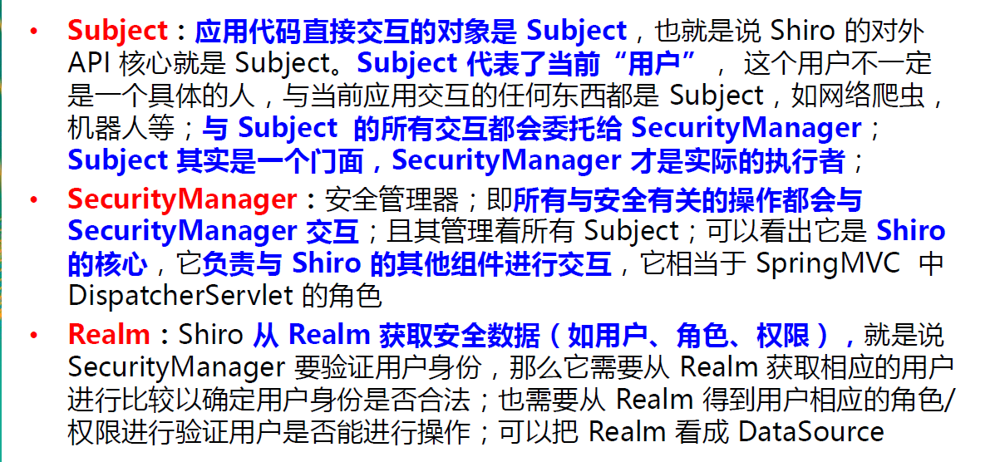 • Subject：应用代码直接交互的对象是 Subject，也就是说 Shiro 的对外
API 核心就是 Subject。Subject 代表了当前“用户”， 这个用户不一定
是一个具体的人，与当前应用交互的任何东西都是 Subject，如网络爬虫，
机器人等；与 Subject 的所有交互都会委托给 SecurityManager；
Subject 其实是一个门面，SecurityManager 才是实际的执行者；
• SecurityManager：安全管理器；即所有与安全有关的操作都会与
SecurityManager 交互；且其管理着所有 Subject；可以看出它是 Shiro
的核心，它负责与 Shiro 的其他组件进行交互，它相当于 SpringMVC 中
DispatcherServlet 的角色
• Realm：Shiro 从 Realm 获取安全数据（如用户、角色、权限），就是说
SecurityManager 要验证用户身份，那么它需要从 Realm 获取相应的用户
进行比较以确定用户身份是否合法；也需要从 Realm 得到用户相应的角色/
权限进行验证用户是否能进行操作；可以把 Realm 看成 DataSource